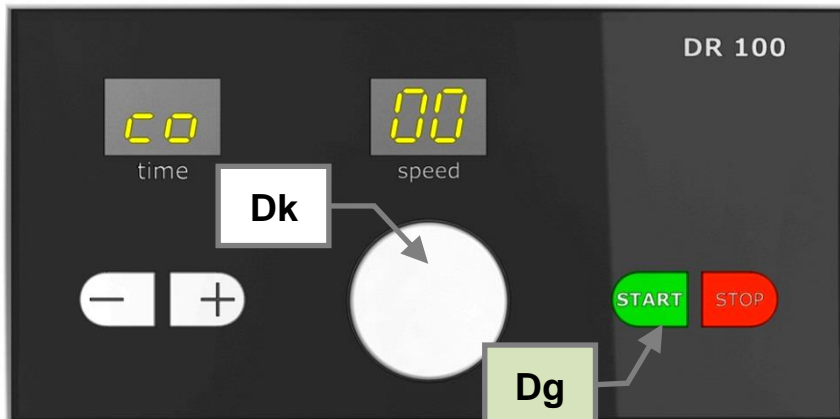 DR 100
co
00
time
speed
Dk
− +
START STOP
Dg